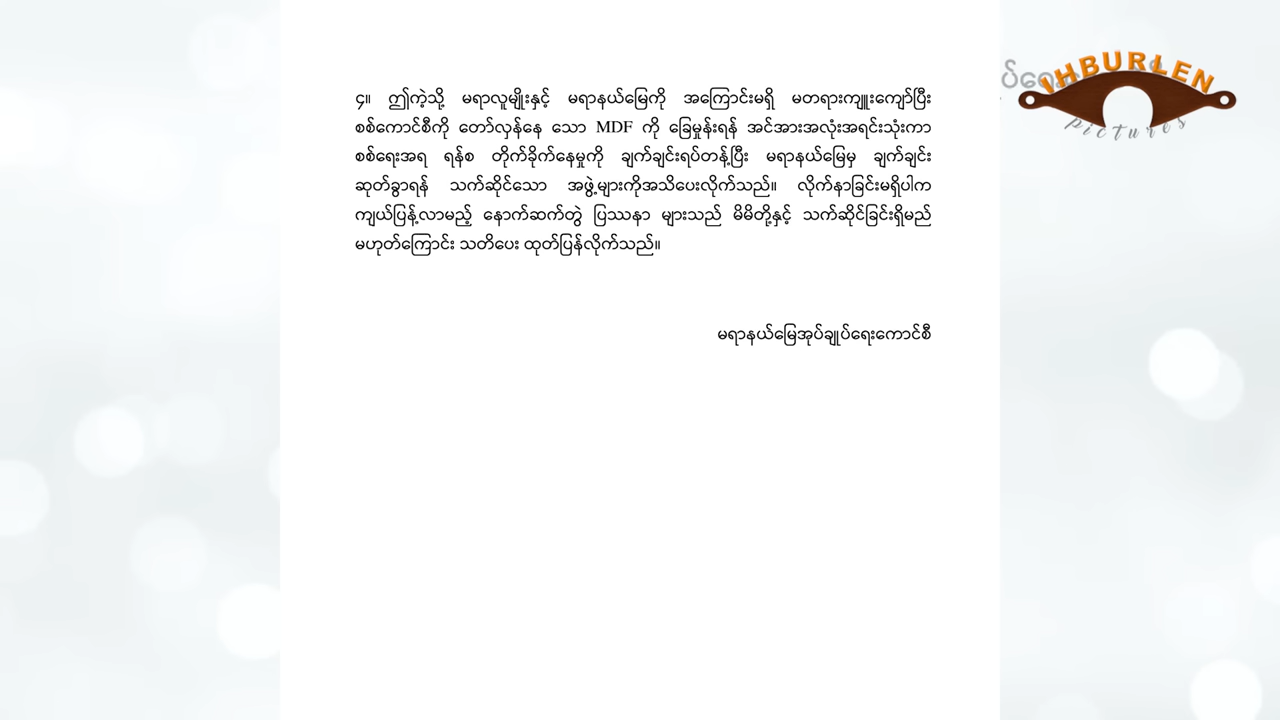 ၄။ ဤကဲ့သို့ မရာလူမျိုးနှင့် မရာနယ်မြေကို အကြောင်းမရှိ မတရားကျူးကျော်ပြီး
စစ်ကောင်စီကို တော်လှန်နေ သော MDF ကို ခြေမှုန်းရန် အင်အားအလုံးအရင်းသုံးကာ
စစ်ရေးအရ ရန်စ တိုက်ခိုက်နေမှုကို ချက်ချင်းရပ်တန့်ပြီး မရာနယ်မြေမှ ချက်ချင်း
ဆုတ်ခွာရန် သက်ဆိုင်သော အဖွဲ့များကိုအသိပေးလိုက်သည်။ လိုက်နာခြင်းမရှိပါက
ကျယ်ပြန့်လာမည့် နောက်ဆက်တွဲ ပြဿနာ များသည် မိမိတို့နှင့် သက်ဆိုင်ခြင်းရှိမည်
မဟုတ်ကြောင်း သတိပေး ထုတ်ပြန်လိုက်သည်။
မရာနယ်မြေအုပ်ချုပ်ရေးကောင်စီ
IHBURLEN
pictures